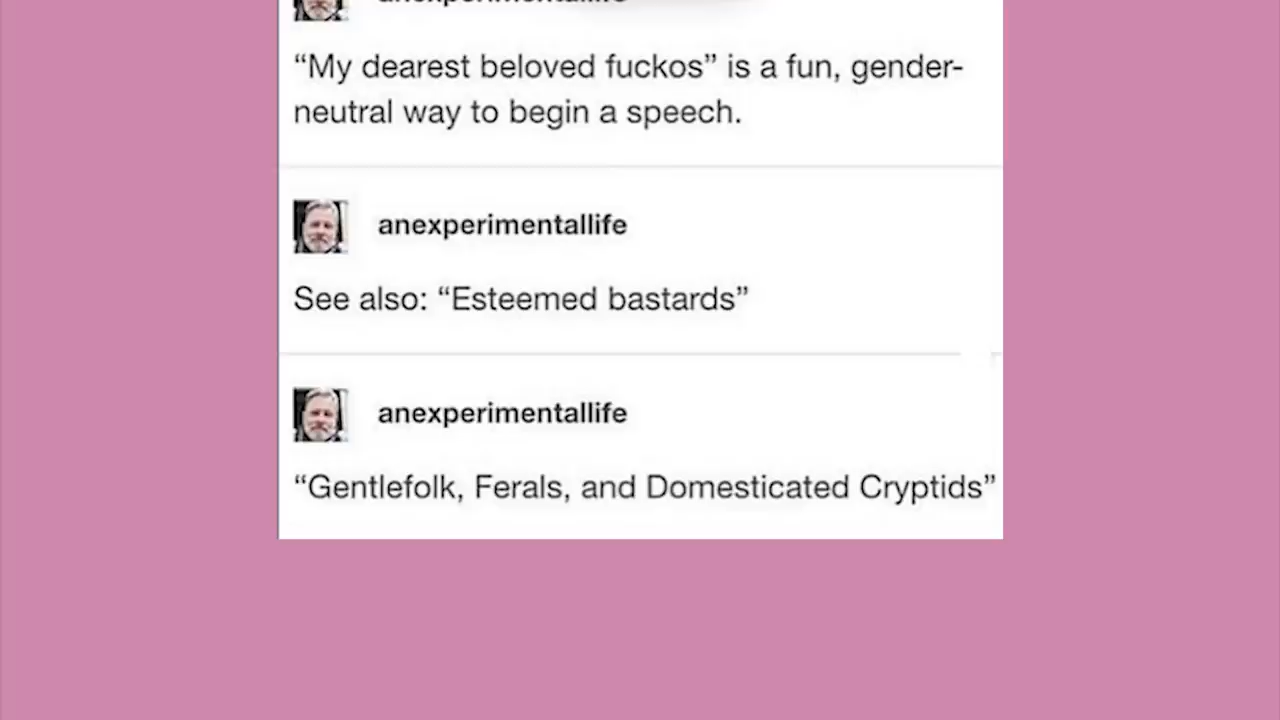 “My dearest beloved fuckos” is a fun, gender-
neutral way to begin a speech.
anexperimentallife
See also: “Esteemed bastards”
anexperimentallife
“Gentlefolk, Ferals, and Domesticated Cryptids”